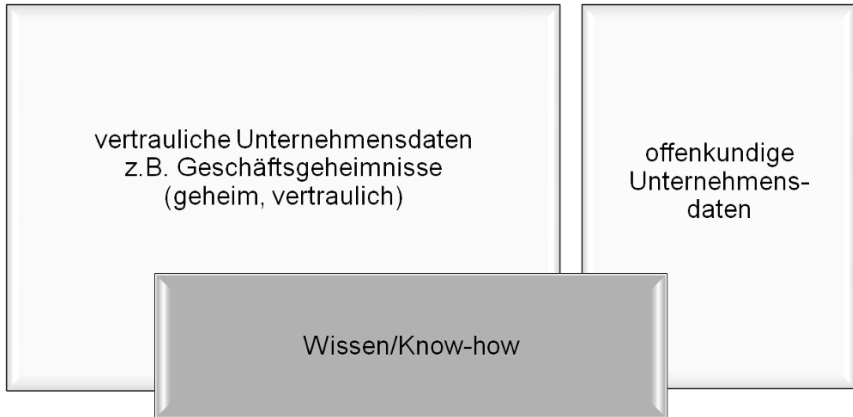 vertrauliche Unternehmensdaten
z.B. Geschäftsgeheimnisse
(geheim, vertraulich)
offenkundige
Unternehmens-
daten
Wissen/Know-how